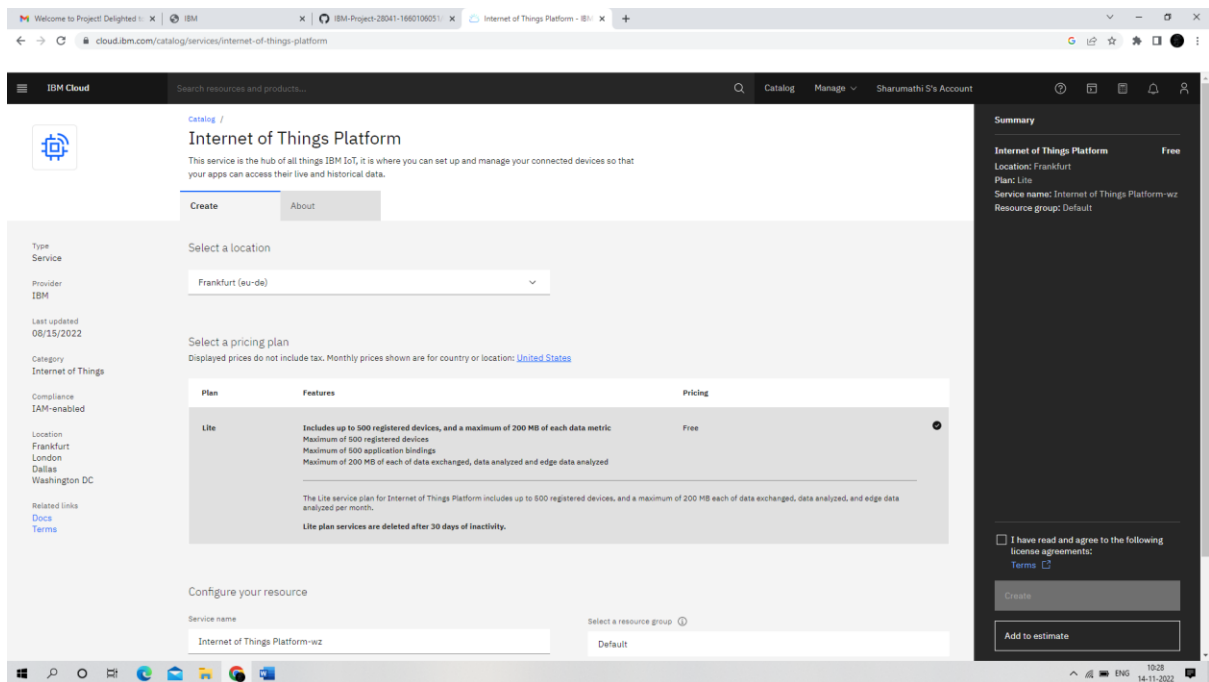 Welcome to Project! Delighted to
IBM
IBM-Project-28041-1660106051/
Internet of Things Platform - IBM
cloud.ibm.com/catalog/services/internet-of-things-platform
IBM Cloud
Search resources and products...
Catalog
Manage
Sharumathi S's Account
Catalog /
Internet of Things Platform
This service is the hub of all things IBM IoT, it is where you can set up and manage your connected devices so that
your apps can access their live and historical data.
Create
About
Type
Service
Provider
IBM
Last updated
08/15/2022
Category
Internet of Things
Compliance
IAM-enabled
Location
Frankfurt
London
Dallas
Washington DC
Related links
Docs
Terms
Select a location
Frankfurt (eu-de)
Select a pricing plan
Displayed prices do not include tax. Monthly prices shown are for country or location: United States
Plan
Features
Pricing
Lite
Includes up to 500 registered devices, and a maximum of 200 MB of each data metric
Free
Maximum of 500 registered devices
Maximum of 500 application bindings
Maximum of 200 MB of each of data exchanged, data analyzed and edge data analyzed
The Lite service plan for Internet of Things Platform includes up to 500 registered devices, and a maximum of 200 MB each of data exchanged, data analyzed, and edge data
analyzed per month.
Lite plan services are deleted after 30 days of inactivity.
Configure your resource
Service name
Internet of Things Platform-wz
Select a resource group
Default
Summary
Internet of Things Platform Free
Location: Frankfurt
Plan: Lite
Service name: Internet of Things Platform-wz
Resource group: Default
I have read and agree to the following
license agreements:
Terms
Create
Add to estimate
ENG
10:28
14-11-2022